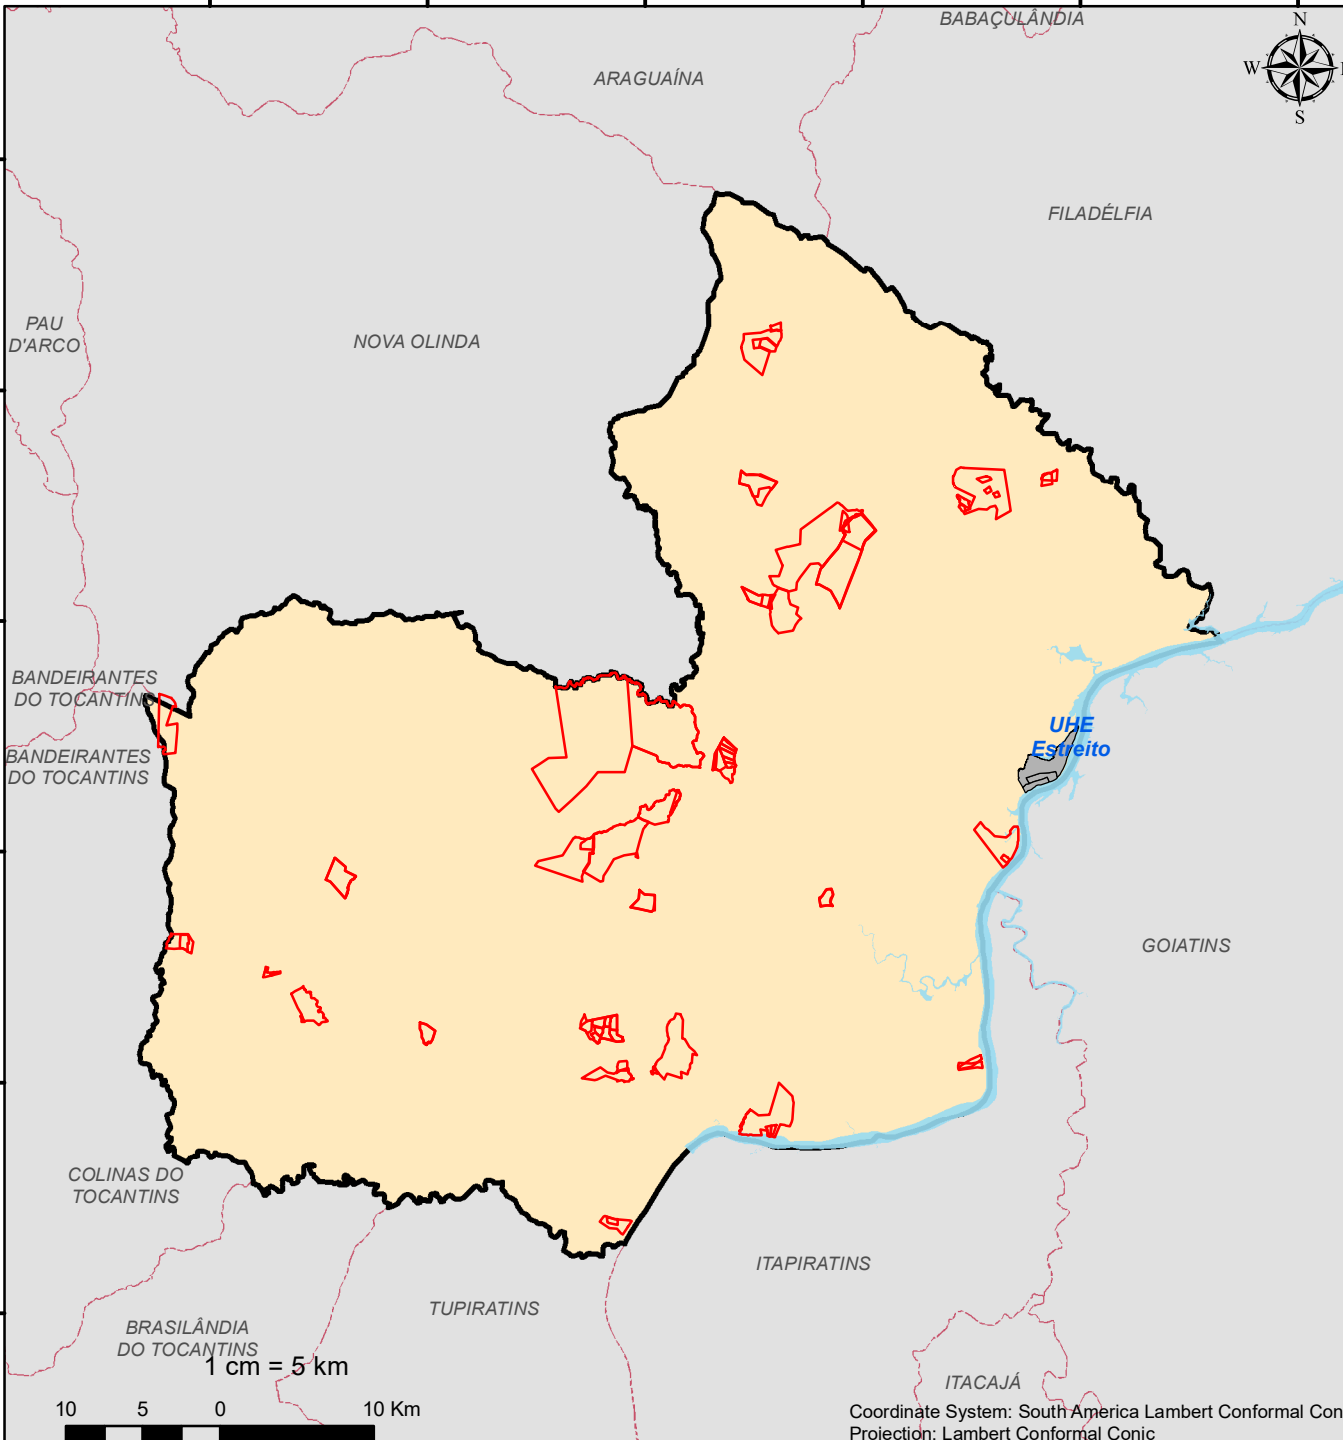 BABAÇULÂNDIA
N
W
S
ARAGUAÍNA
FILADÉLFIA
PAU
D'ARCO
NOVA OLINDA
BANDEIRANTES
DO TOCANTINS
BANDEIRANTES
DO TOCANTINS
UHE
Estreito
GOIATINS
COLINAS DO
TOCANTINS
ITAPIRATINS
TUPIRATINS
BRASILÂNDIA
DO TOCANTINS
1 cm = 5 km
ITACAJÁ
10 5 0 10 Km
Coordinate System: South America Lambert Conformal Con
Projection: Lambert Conformal Conic